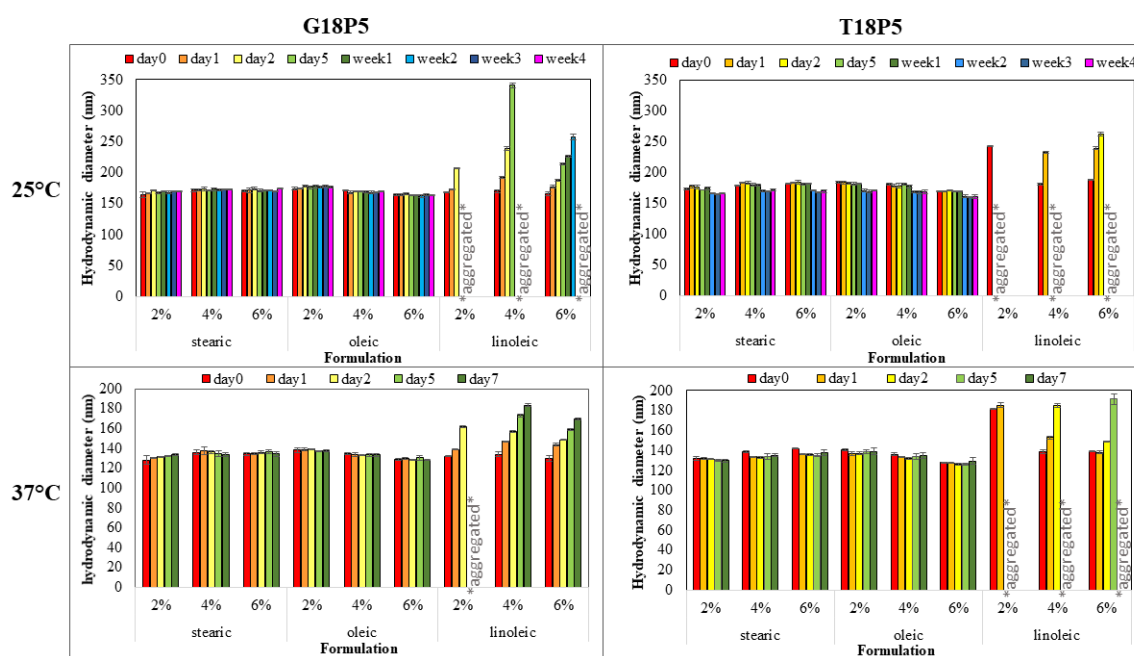 G18P5
T18P5
25°C
37°C
day0 day1 day2 day5 week1 week2 week3 week4
Hydrodynamic diameter (nm)
350
300
250
200
150
100
50
0
*aggregated*
*aggregated*
*aggregated*
2% 4% 6% 2% 4% 6% 2% 4% 6%
stearic oleic linoleic
Formulation
day0 day1 day2 day5 week1 week2 week3 week4
Hydrodynamic diameter (nm)
350
300
250
200
150
100
50
0
*aggregated*
*aggregated*
*aggregated*
2% 4% 6% 2% 4% 6% 2% 4% 6%
stearic oleic linoleic
Formulation
day0 day1 day2 day5 day7
hydrodynamic diameter (nm)
200
180
160
140
120
100
80
60
40
20
0
*aggregated*
2% 4% 6% 2% 4% 6% 2% 4% 6%
stearic oleic linoleic
Formulation
day0 day1 day2 day5 day7
Hydrodynamic diameter (nm)
200
180
160
140
120
100
80
60
40
20
0
*aggregated*
*aggregated*
*aggregated*
2% 4% 6% 2% 4% 6% 2% 4% 6%
stearic oleic linoleic
Formulation